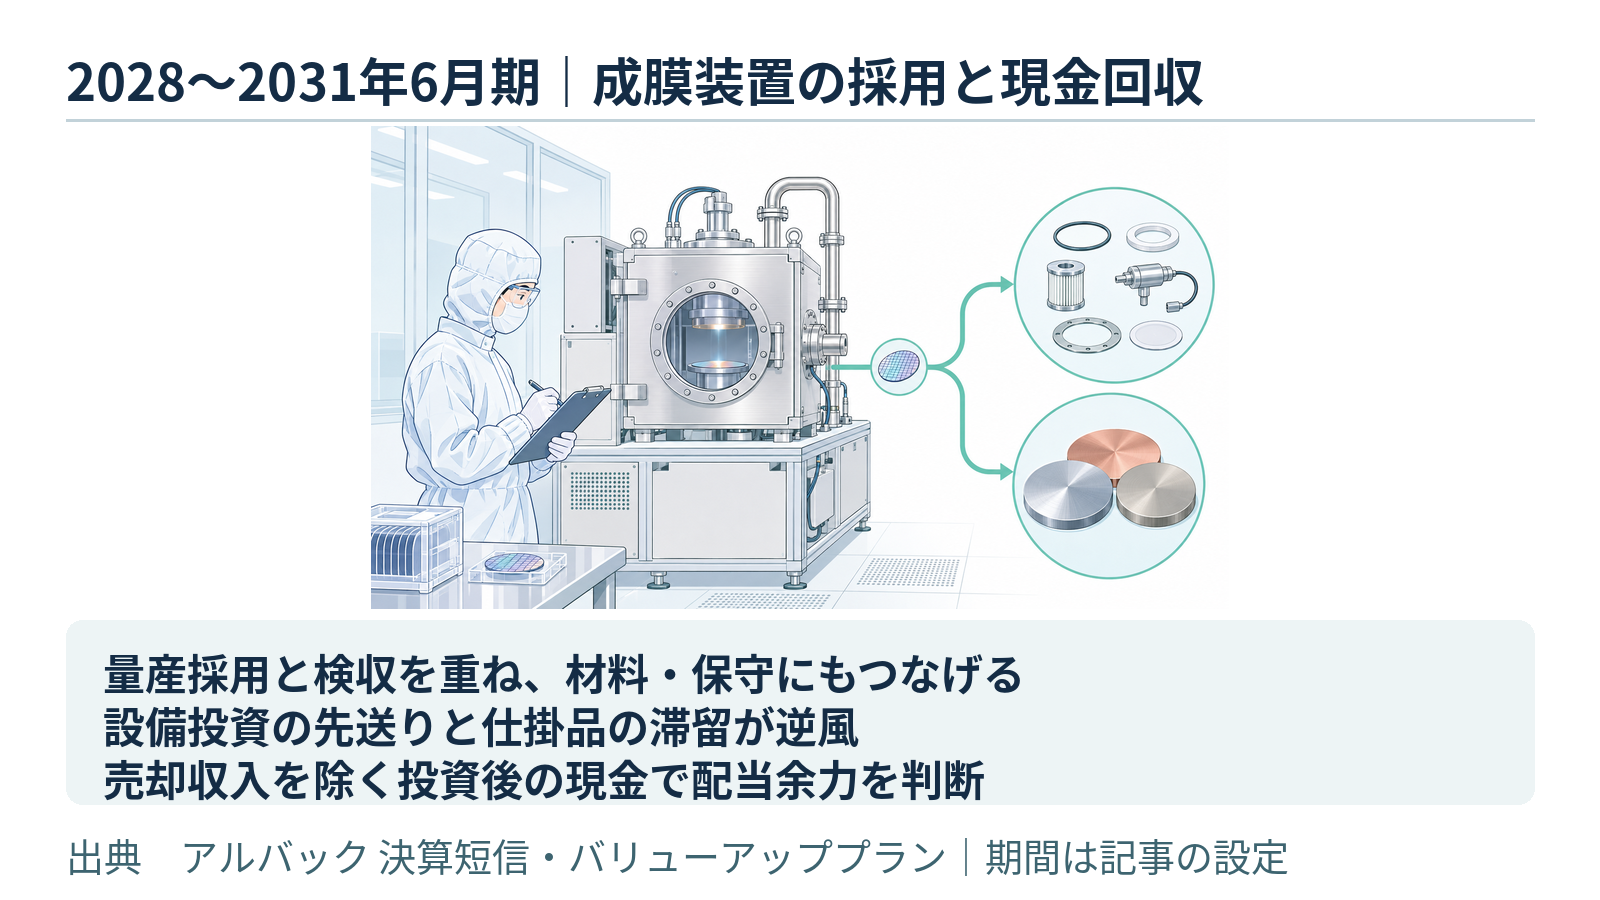 2028～2031年6月期｜成膜装置の採用と現金回収
量産採用と検収を重ね、材料・保守にもつなげる
設備投資の先送りと仕掛品の滞留が逆風
売却収入を除く投資後の現金で配当余力を判断
出典　アルバック 決算短信・バリューアッププラン｜期間は記事の設定